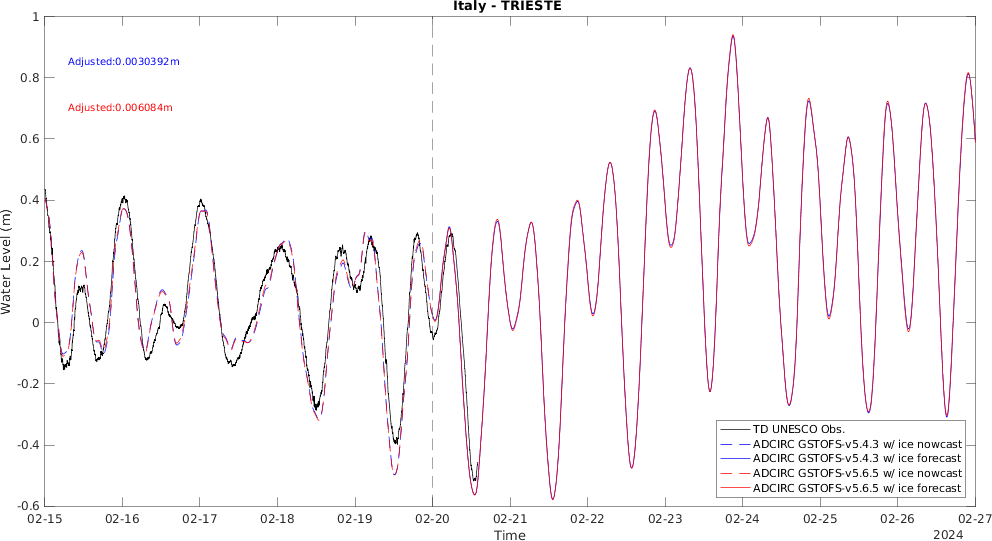 Italy - TRIESTE
Adjusted:0.0030392m
Adjusted:0.006084m
Water Level (m)
1
0.8
0.6
0.4
0.2
0
-0.2
-0.4
-0.6
TD UNESCO Obs.
ADCIRC GSTOFS-v5.4.3 w/ ice nowcast
ADCIRC GSTOFS-v5.4.3 w/ ice forecast
ADCIRC GSTOFS-v5.6.5 w/ ice nowcast
ADCIRC GSTOFS-v5.6.5 w/ ice forecast
02-15 02-16 02-17 02-18 02-19 02-20 02-21 02-22 02-23 02-24 02-25 02-26 02-27
Time
2024